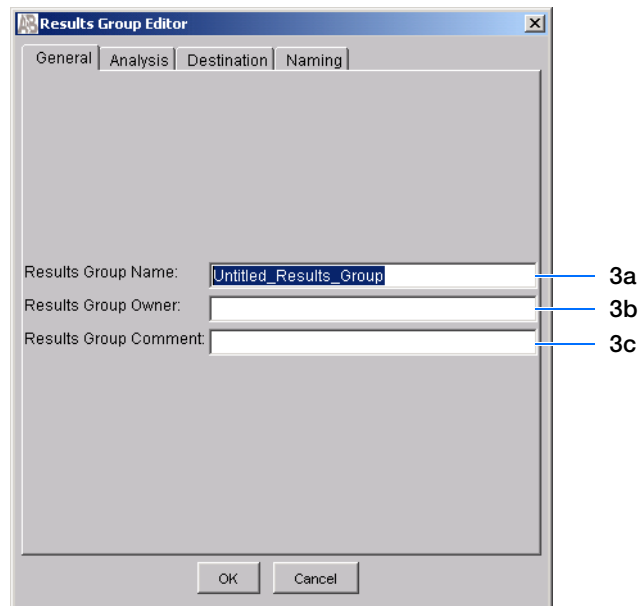 AB Results Group Editor
General Analysis Destination Naming
Results Group Name: Untitled_Results_Group 3a
Results Group Owner: 3b
Results Group Comment: 3c
OK Cancel